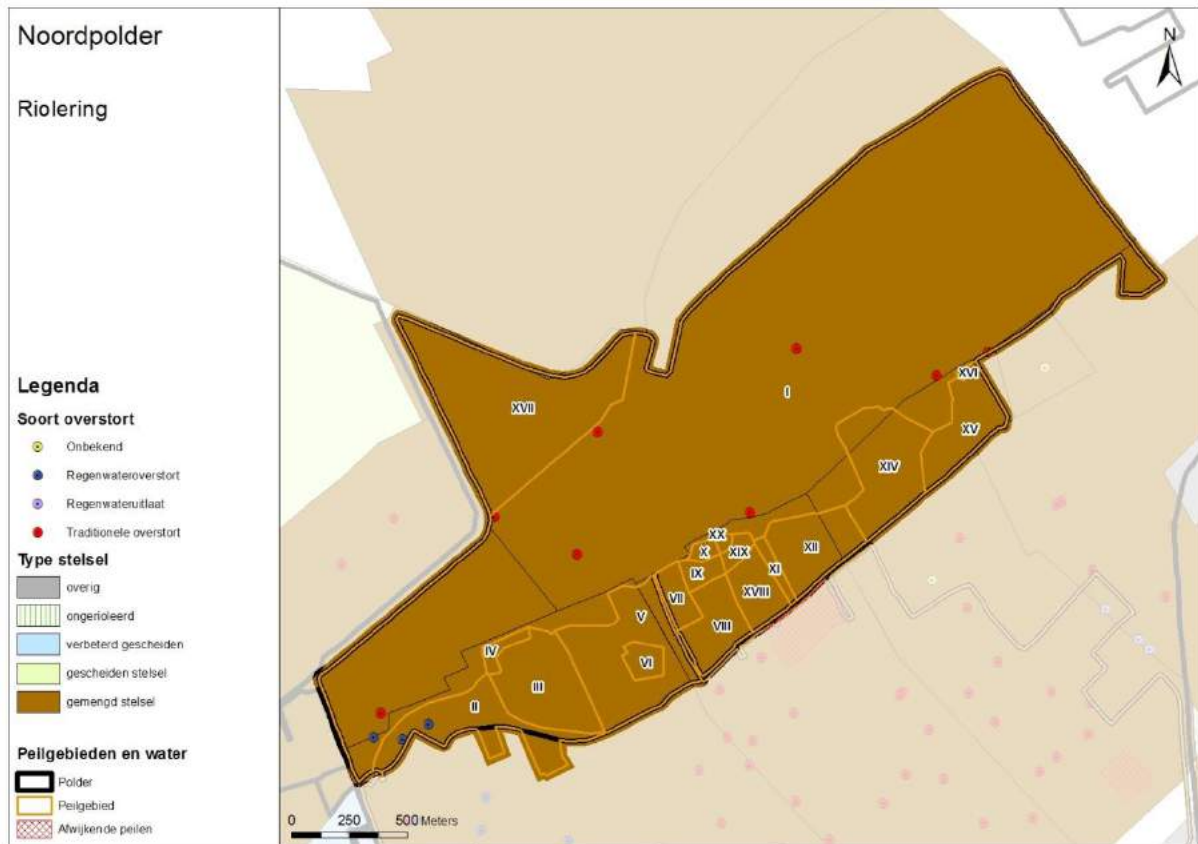 Noordpolder
Riolering
Legenda
Soort overstort
Onbekend
Regenwateroverstort
Regenwateruitlaat
Traditionele overstort
Type stelsel
overig
ongerioleerd
verbeterd gescheiden
gescheiden stelsel
gemengd stelsel
Peilgebieden en water
Polder
Peilgebied
Afwijkende peilen
N
XVI
I
XVII
XV
XIV
XX
X
XIX
XII
IX
XI
VII
XVIII
V
VIII
IV
VI
III
II
0 250 500 Meters